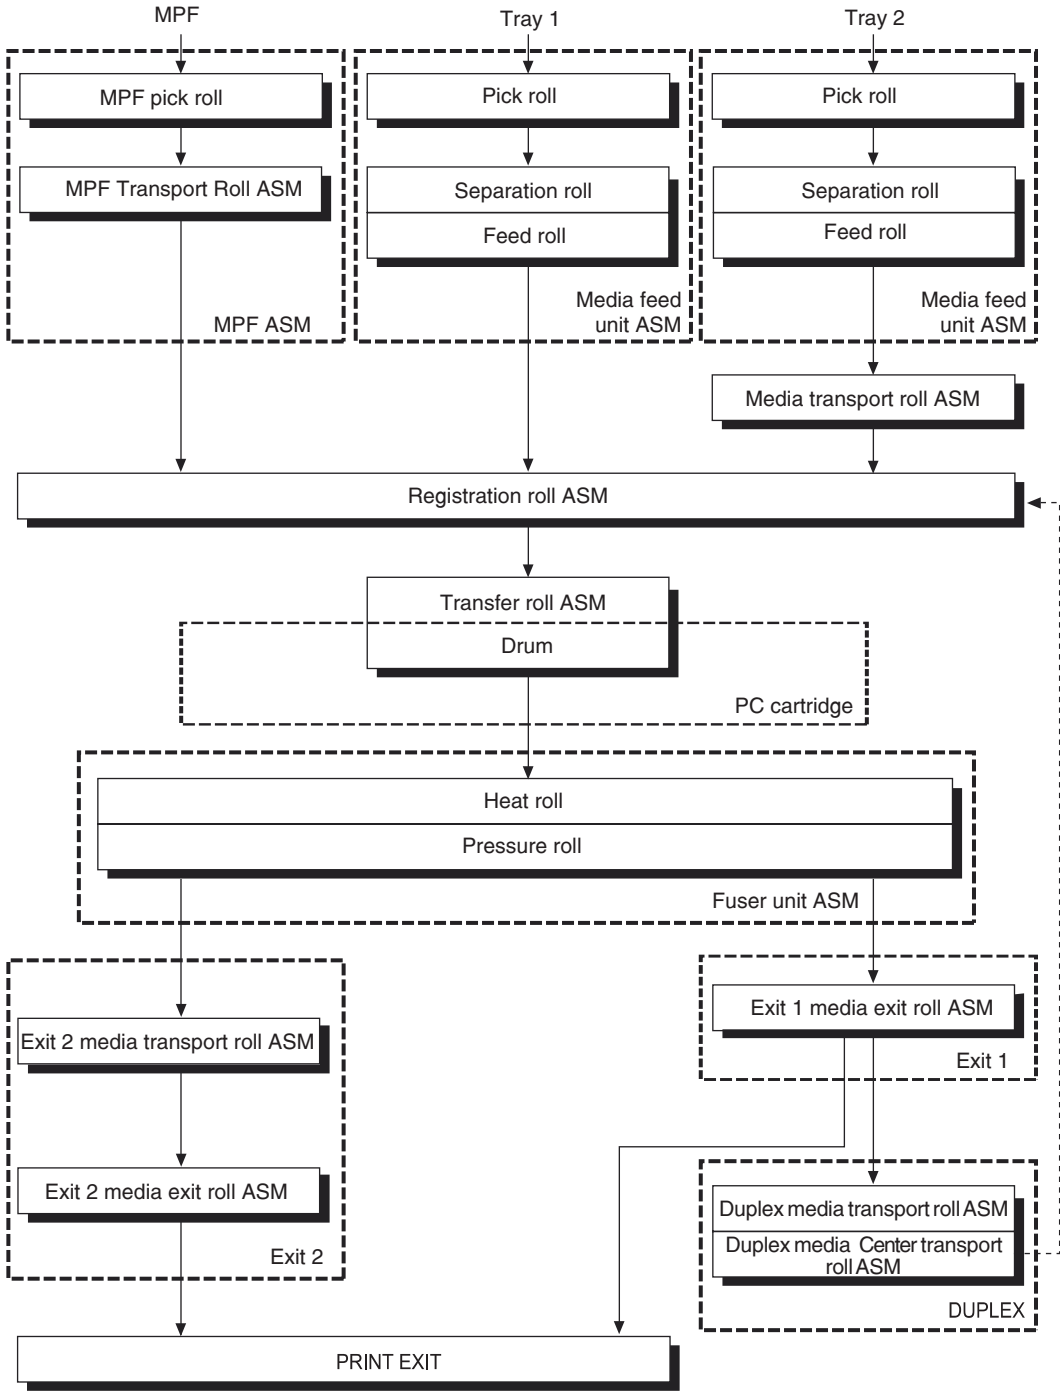 MPF
Tray 1
Tray 2
MPF pick roll
Pick roll
Pick roll
MPF Transport Roll ASM
Separation roll
Separation roll
Feed roll
Feed roll
MPF ASM
Media feed
unit ASM
Media feed
unit ASM
Media transport roll ASM
Registration roll ASM
Transfer roll ASM
Drum
PC cartridge
Heat roll
Pressure roll
Fuser unit ASM
Exit 1 media exit roll ASM
Exit 2 media transport roll ASM
Exit 1
Exit 2 media exit roll ASM
Duplex media transport roll ASM
Duplex media Center transport
roll ASM
Exit 2
DUPLEX
PRINT EXIT